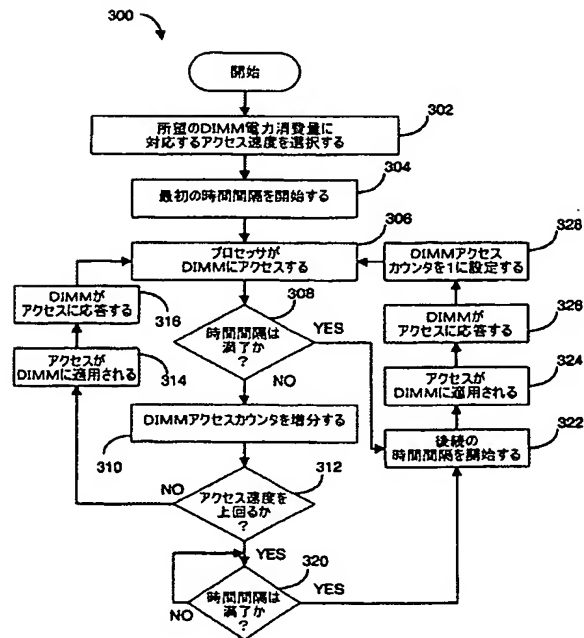 300
開始
所望のDIMM電力消費量に
対応するアクセス速度を選択する
302
最初の時間間隔を開始する
304
プロセッサが
DIMMにアクセスする
306
DIMMアクセス
カウンタを1に設定する
328
DIMMが
アクセスに応答する
316
時間間隔は
満了か
?
308
YES
NO
DIMMが
アクセスに応答する
326
アクセスが
DIMMに適用される
314
アクセスが
DIMMに適用される
324
DIMMアクセスカウンタを増分する
310
後続の
時間間隔を開始する
322
アクセス速度を
上回るか
?
312
NO
YES
時間間隔は
満了か
?
320
NO
YES